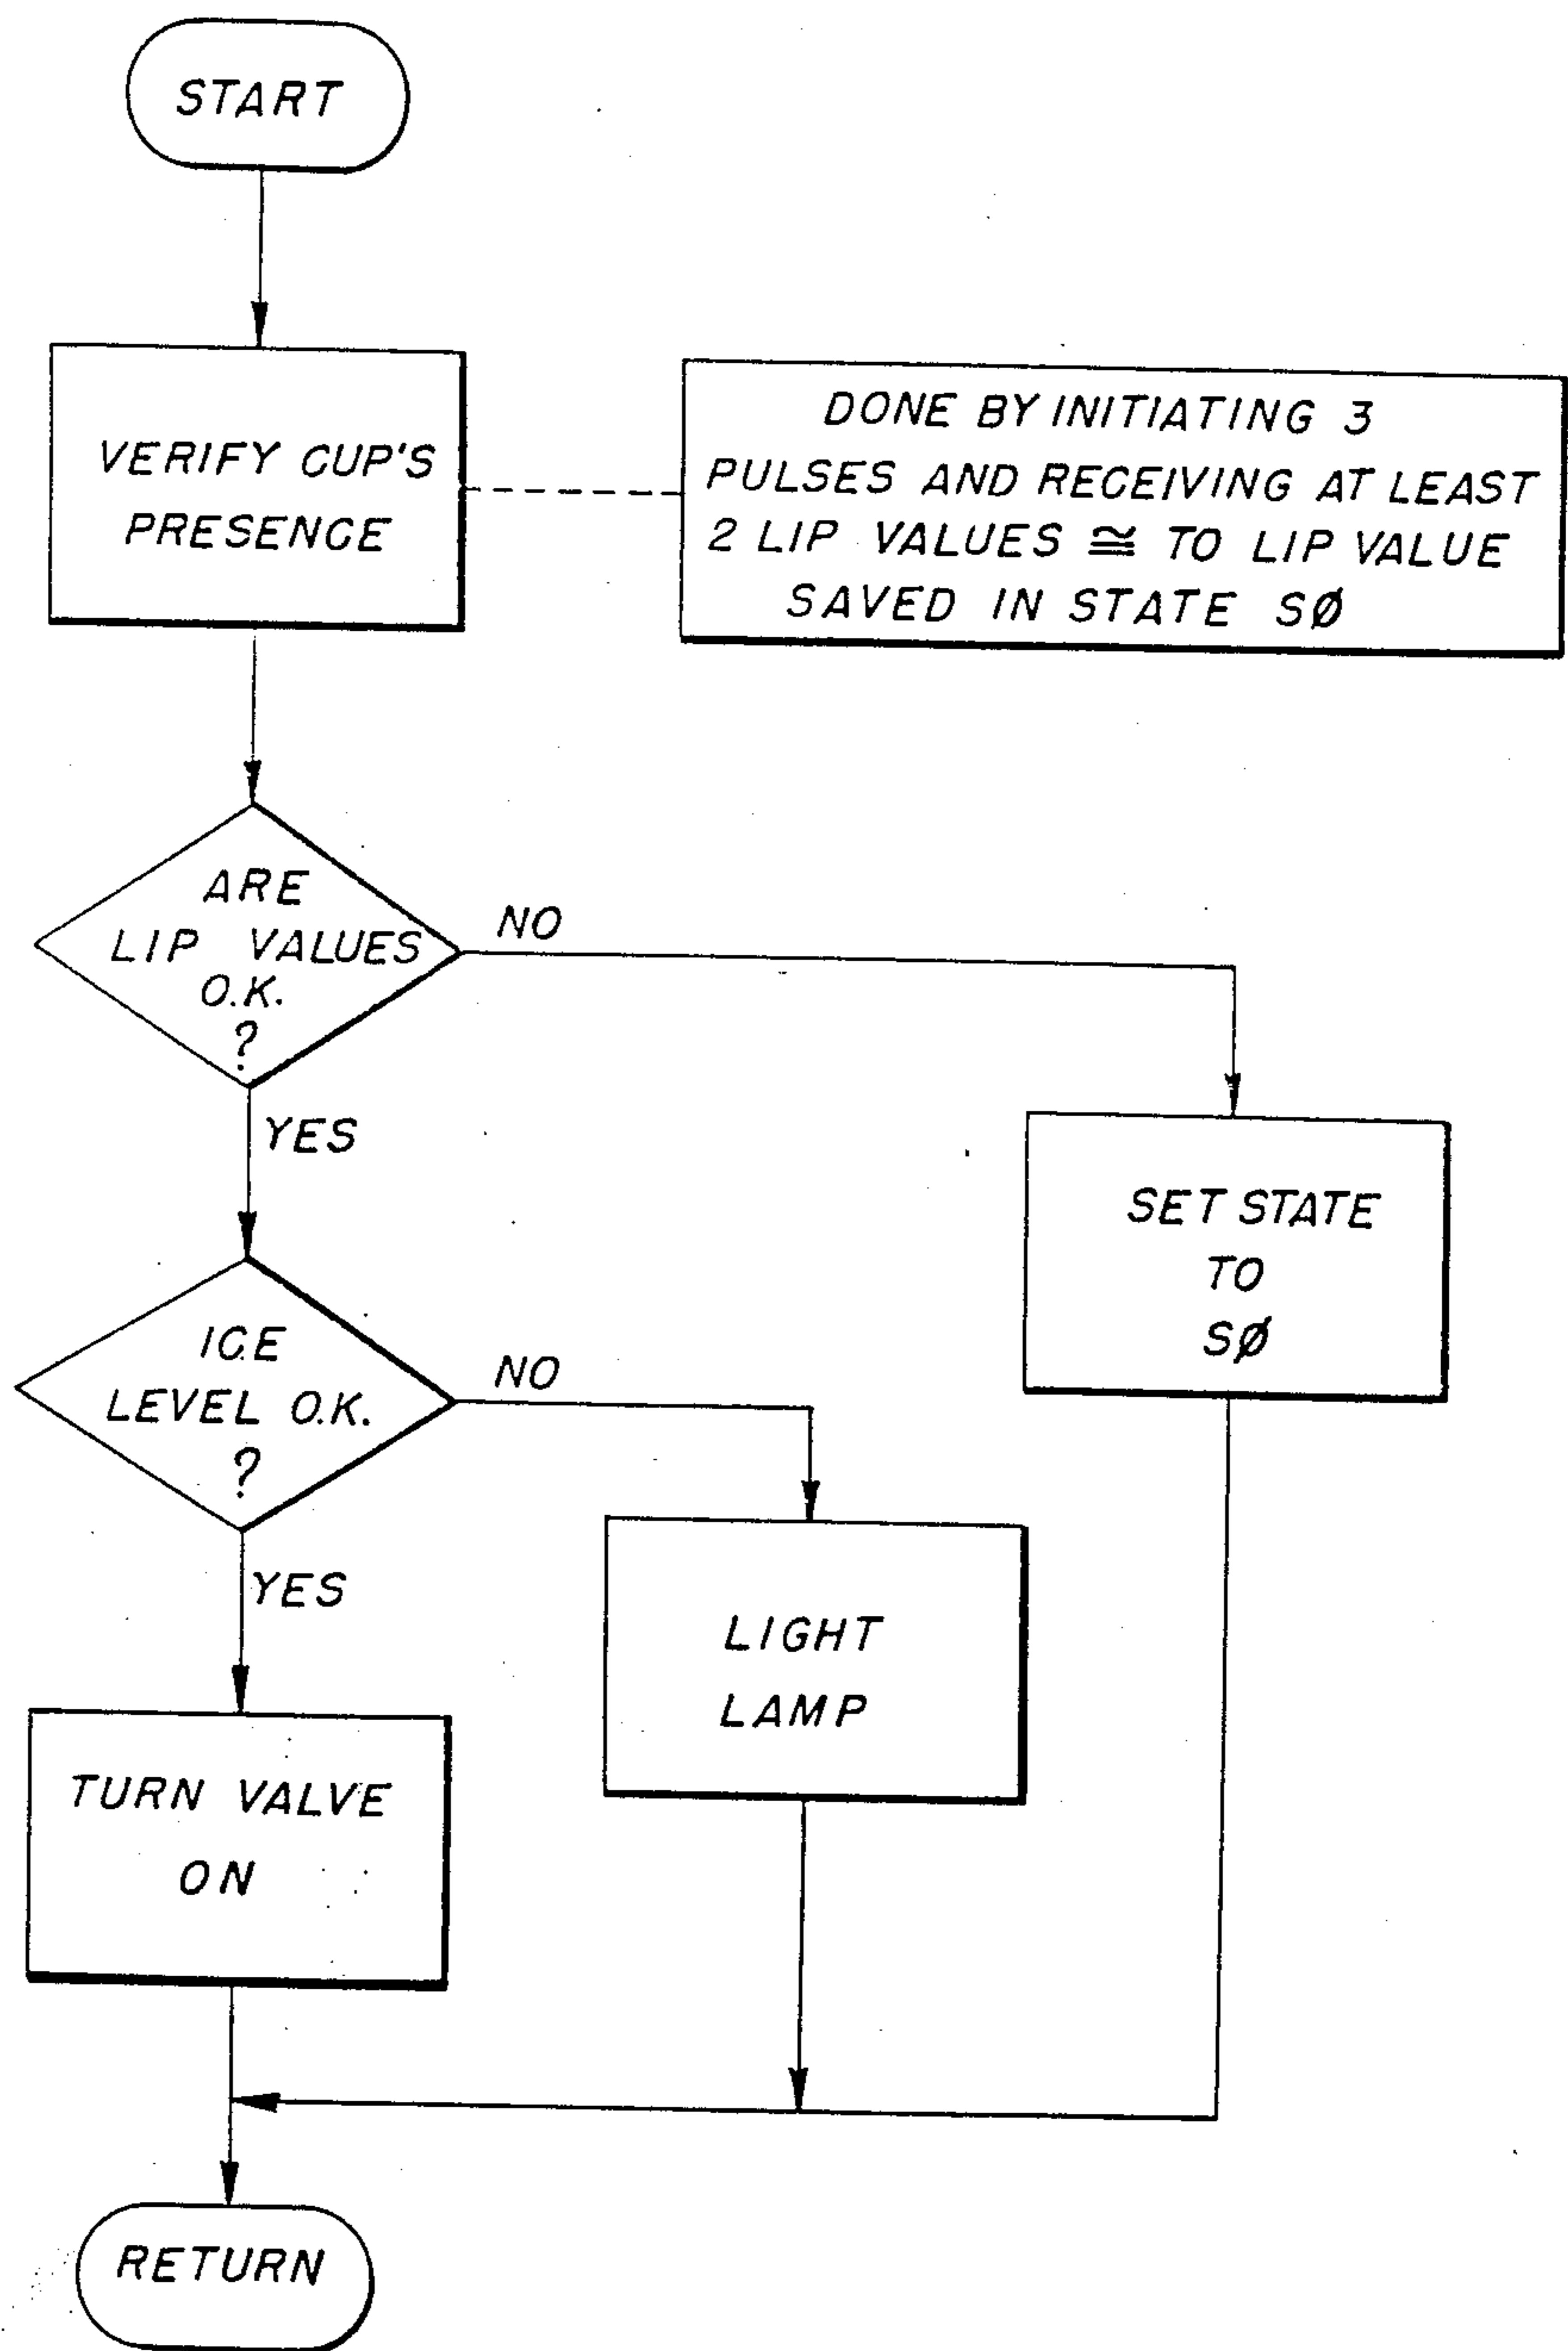 START
VERIFY CUP'S
PRESENCE
DONE BY INITIATING 3
PULSES AND RECEIVING AT LEAST
2 LIP VALUES ≅ TO LIP VALUE
SAVED IN STATE SØ
ARE
LIP VALUES
O.K.
?
NO
YES
SET STATE
TO
SØ
ICE
LEVEL O.K.
?
NO
YES
LIGHT
LAMP
TURN VALVE
ON
RETURN